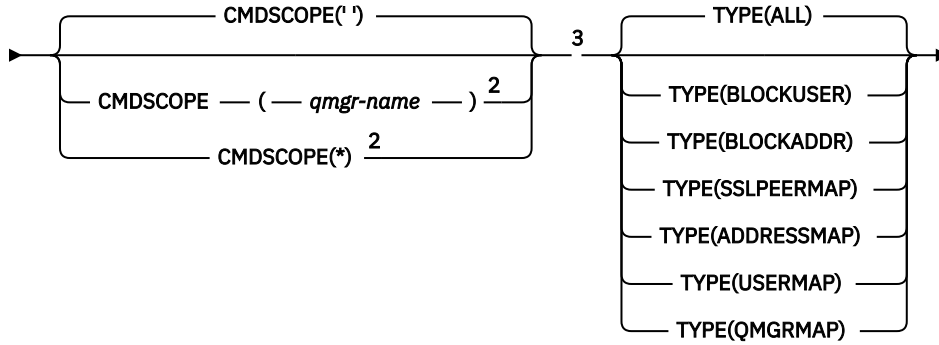 CMDSCOPE(' ')
CMDSCOPE ( qmgr-name ) 2
CMDSCOPE(*) 2
3
TYPE(ALL)
TYPE(BLOCKUSER)
TYPE(BLOCKADDR)
TYPE(SSLPEERMAP)
TYPE(ADDRESSMAP)
TYPE(USERMAP)
TYPE(QMGRMAP)